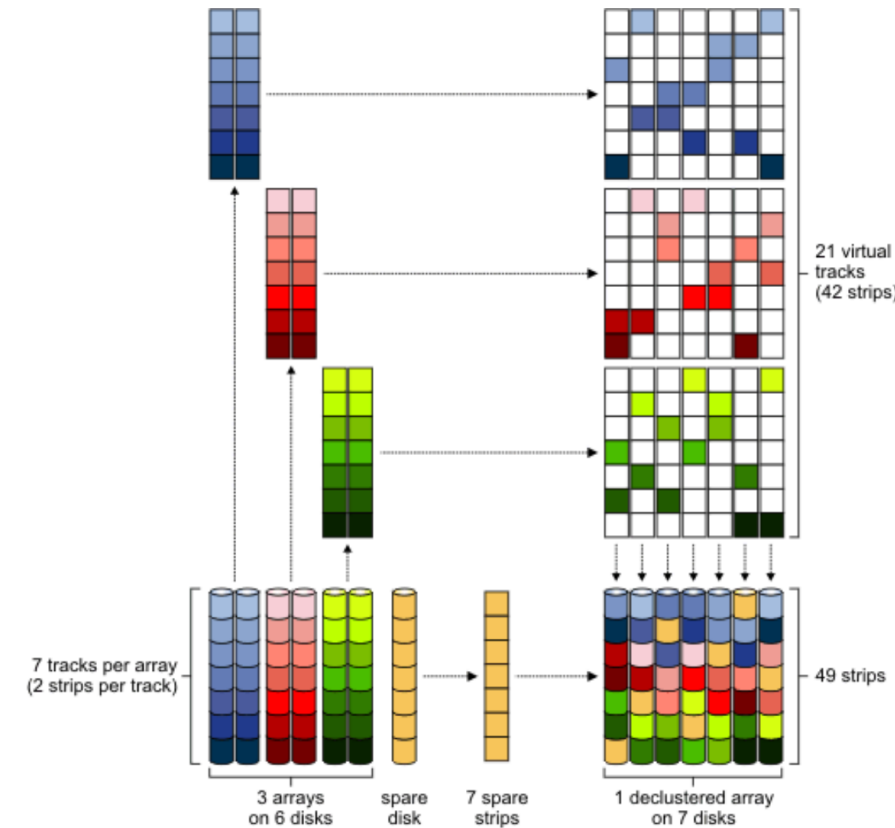 21 virtual
tracks
(42 strips)
7 tracks per array
(2 strips per track)
49 strips
3 arrays
on 6 disks
spare
disk
7 spare
strips
1 declustered array
on 7 disks